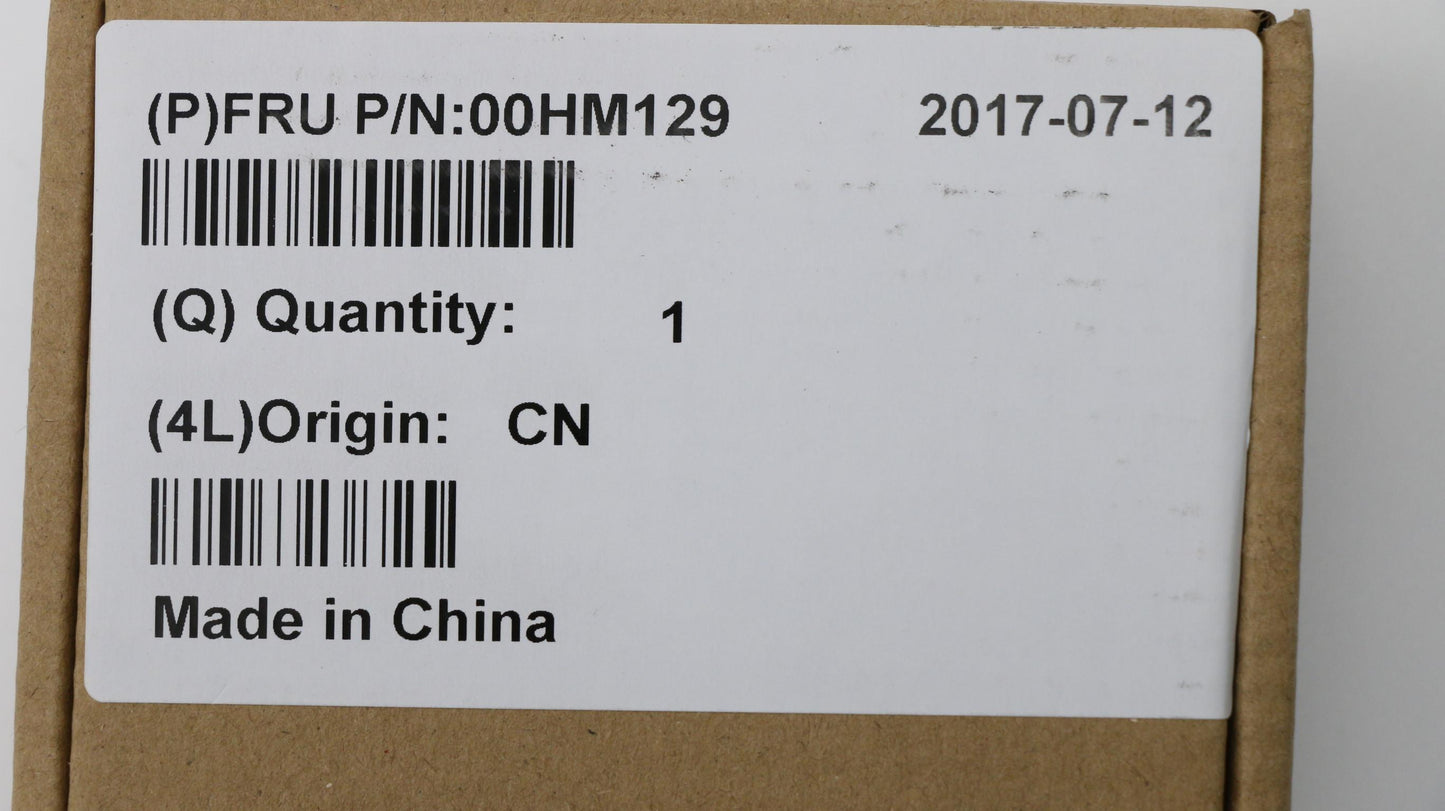 (P)FRU P/N:00HM129 2017-07-12
(Q) Quantity: 1
(4L)Origin: CN
Made in China